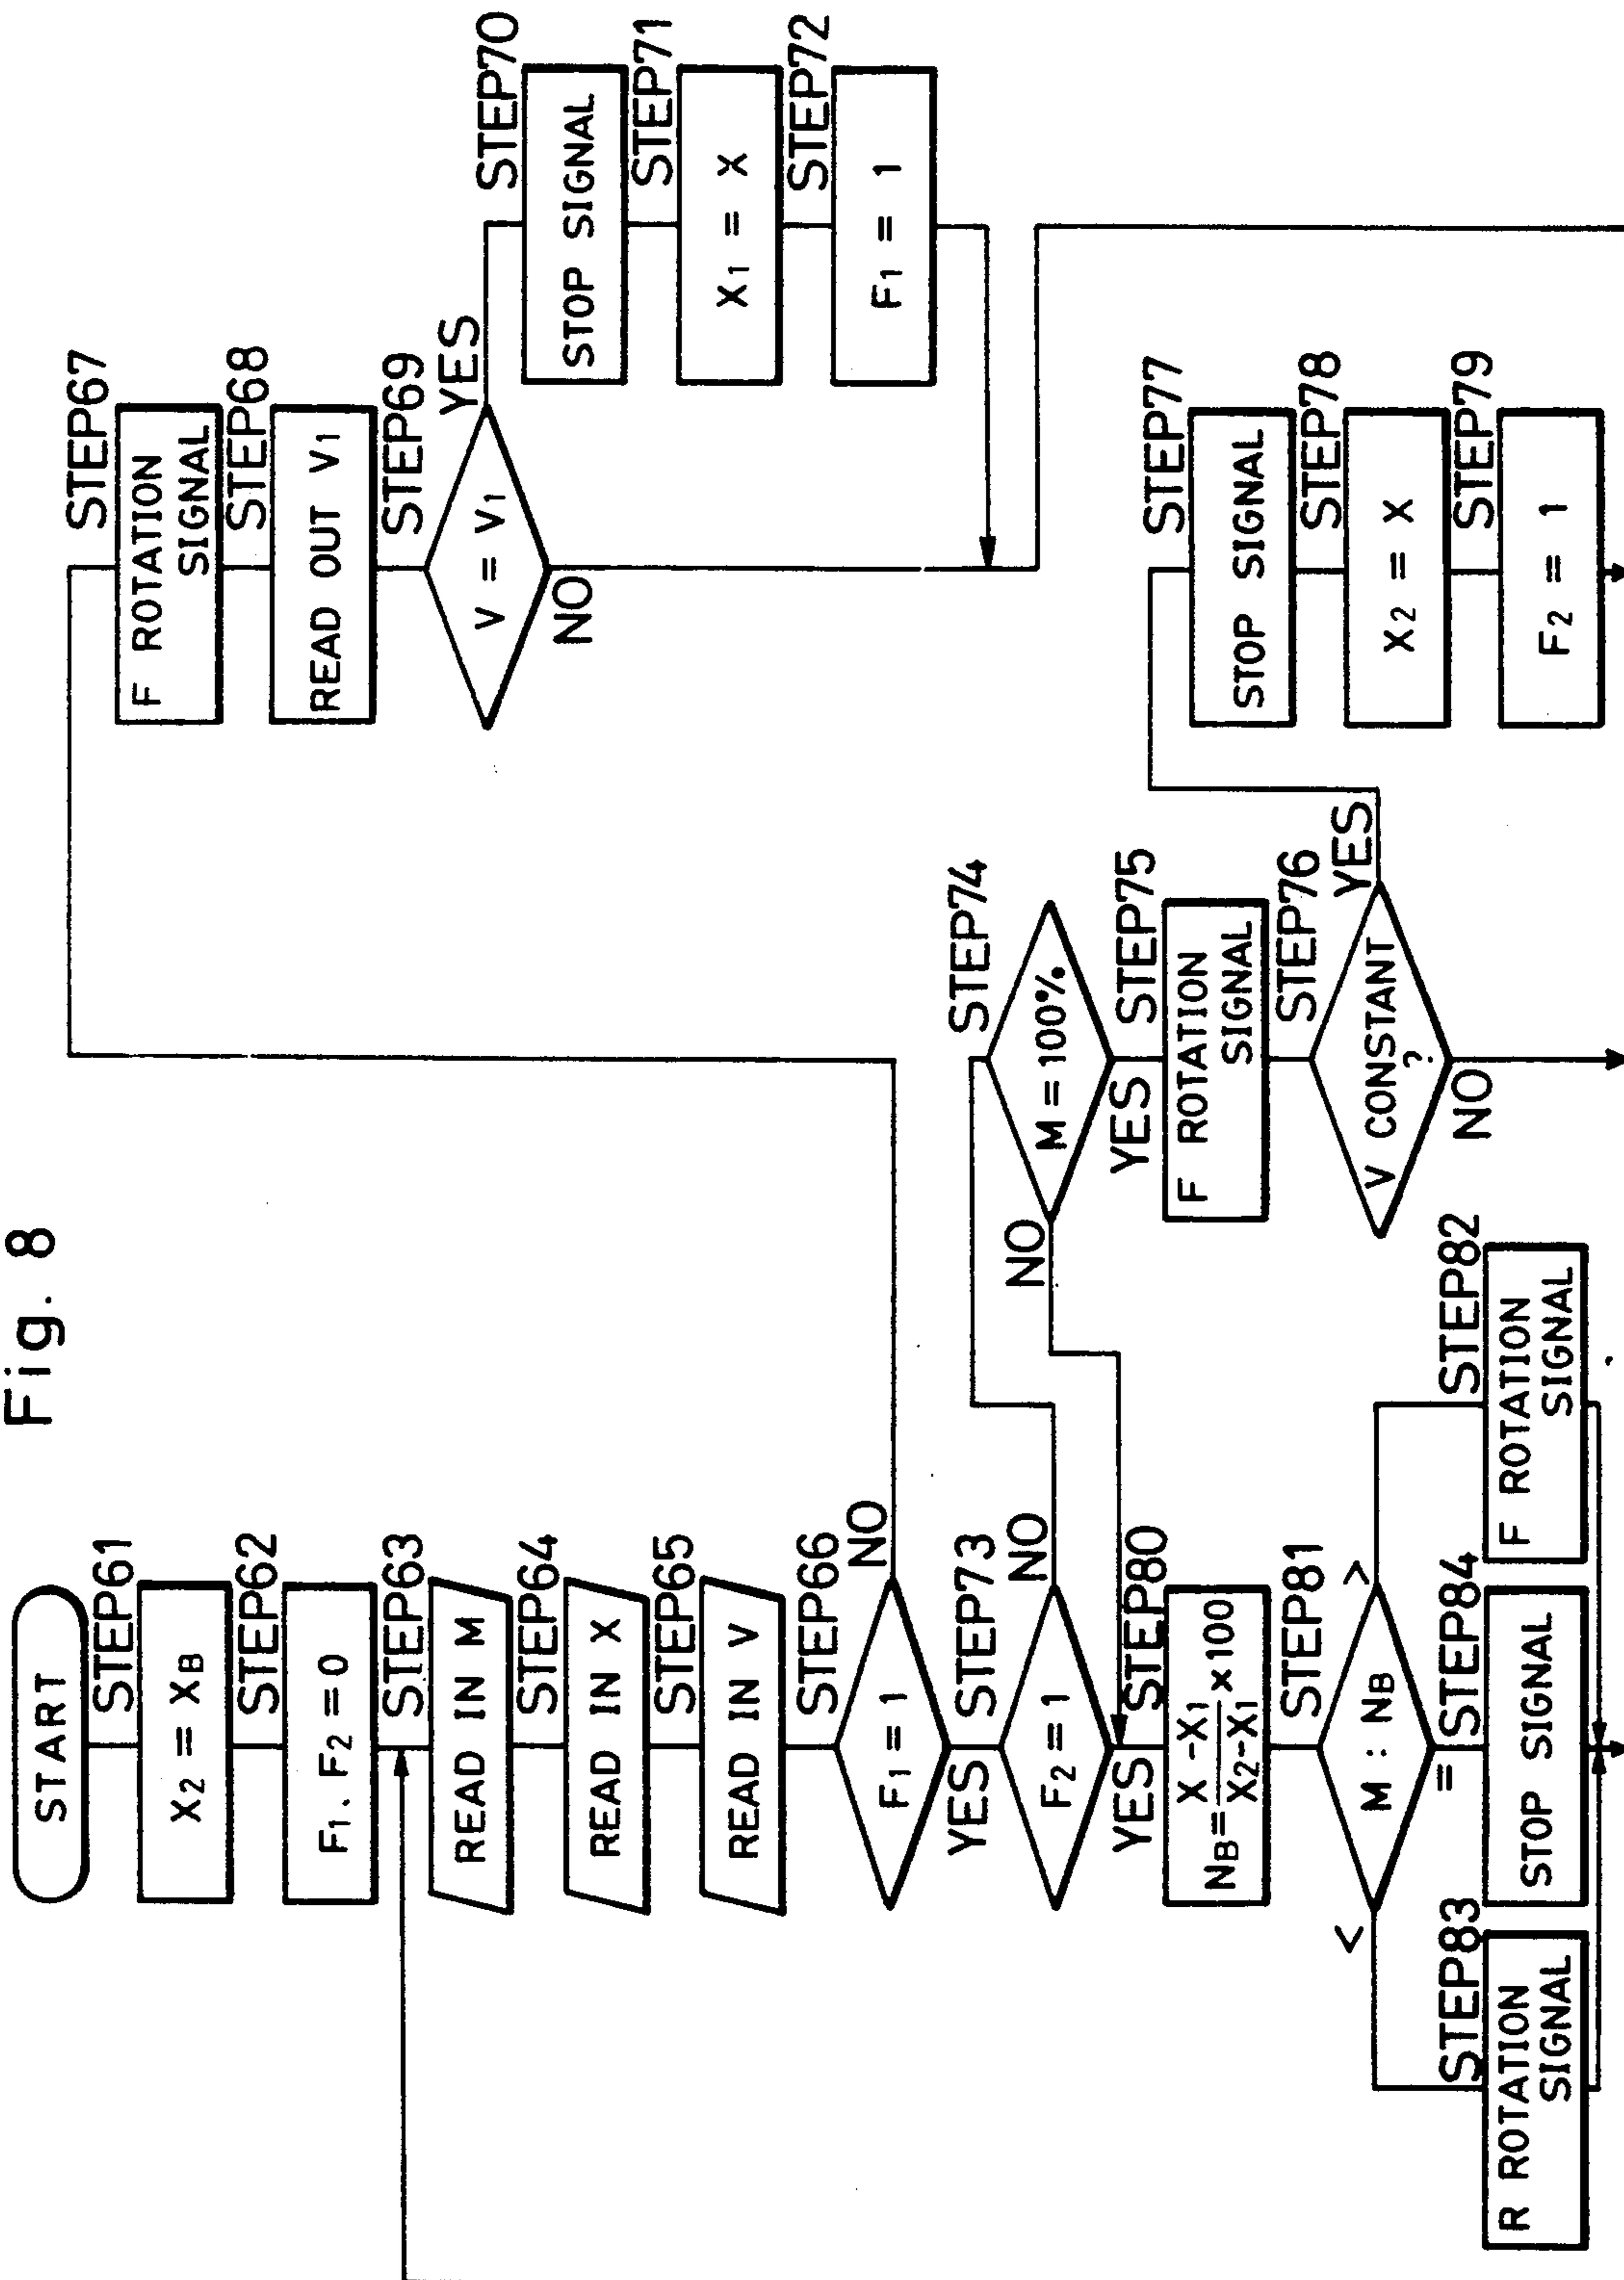 Fig. 8
START
STEP61
X2 = XB
STEP62
F1、F2 = 0
STEP63
READ IN M
STEP64
READ IN X
STEP65
READ IN V
STEP66
F1 = 1
NO
YES
STEP67
F ROTATION
SIGNAL
STEP68
READ OUT V1
STEP69
V = V1
YES
NO
STEP70
STOP SIGNAL
STEP71
X1 = X
STEP72
F1 = 1
STEP73
F2 = 1
NO
YES
STEP74
M = 100%
NO
YES
STEP75
F ROTATION
SIGNAL
STEP76
V CONSTANT
?
YES
NO
STEP77
STOP SIGNAL
STEP78
X2 = X
STEP79
F2 = 1
STEP80
NB = X - X1 / X2 - X1 × 100
STEP81
M : NB
<
=
>
STEP83
R ROTATION
SIGNAL
STEP84
STOP SIGNAL
STEP82
F ROTATION
SIGNAL